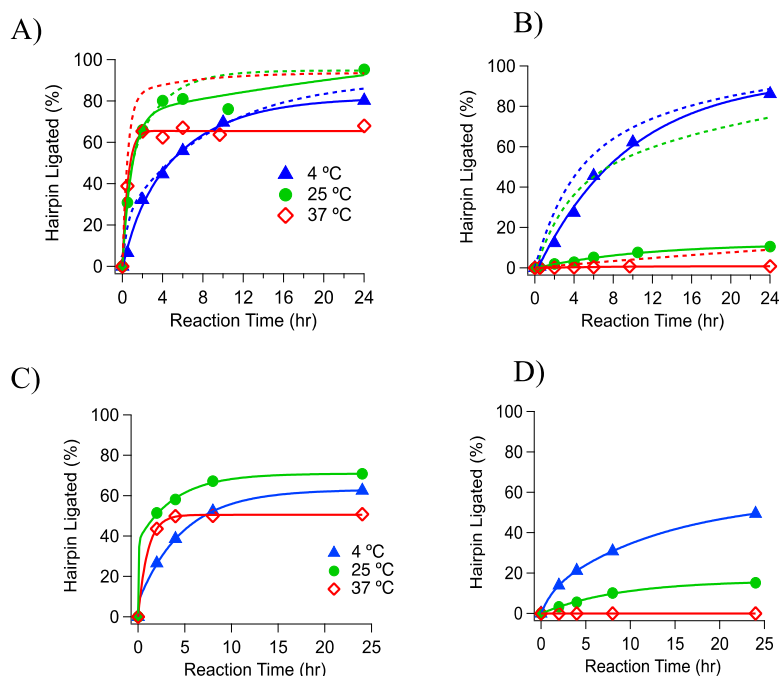 A)
Hairpin Ligated (%)
100
80
60
40
20
0
4 ºC
25 ºC
37 ºC
0 4 8 12 16 20 24
Reaction Time (hr)
B)
Hairpin Ligated (%)
100
80
60
40
20
0
0 4 8 12 16 20 24
Reaction Time (hr)
C)
Hairpin Ligated (%)
100
80
60
40
20
0
4 ºC
25 ºC
37 ºC
0 5 10 15 20 25
Reaction Time (hr)
D)
Hairpin Ligated (%)
100
80
60
40
20
0
0 5 10 15 20 25
Reaction Time (hr)